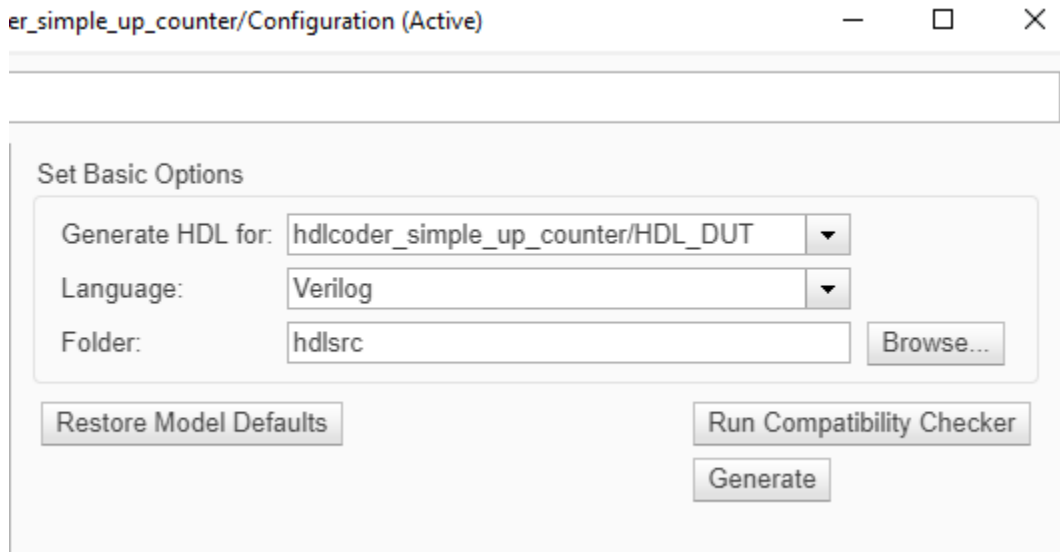 er_simple_up_counter/Configuration (Active)
Set Basic Options
Generate HDL for: hdlcoder_simple_up_counter/HDL_DUT
Language: Verilog
Folder: hdlsrc Browse...
Restore Model Defaults Run Compatibility Checker
Generate